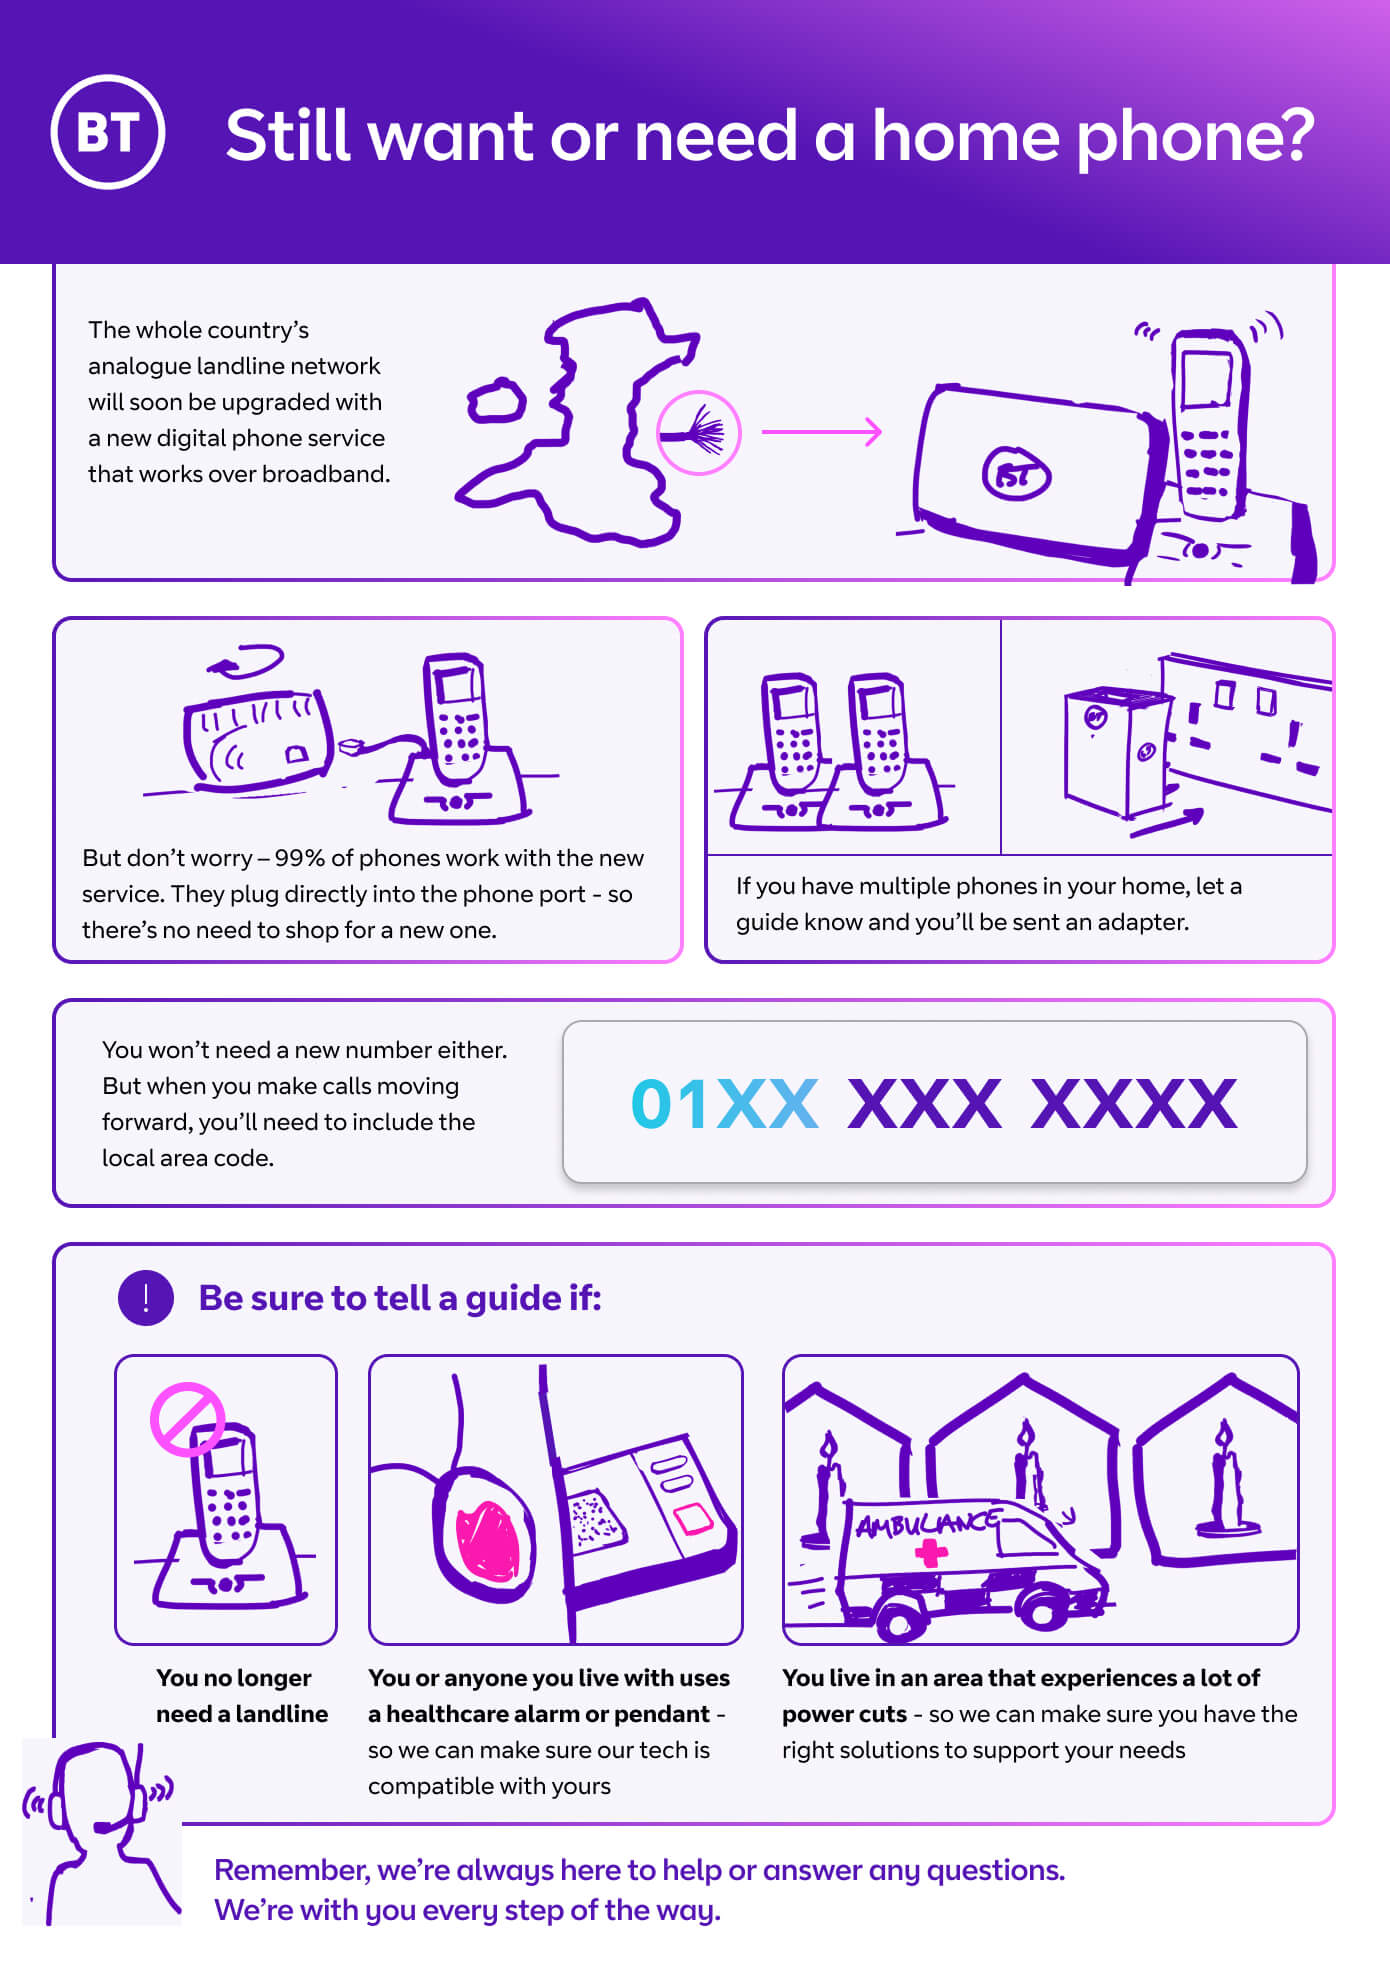 BT
Still want or need a home phone?
The whole country's
analogue landline network
will soon be upgraded with
a new digital phone service
that works over broadband.
BT
But don't worry – 99% of phones work with the new
service. They plug directly into the phone port - so
there's no need to shop for a new one.
BT
If you have multiple phones in your home, let a
guide know and you'll be sent an adapter.
You won't need a new number either.
But when you make calls moving
forward, you'll need to include the
local area code.
01XX XXX XXXX
! Be sure to tell a guide if:
AMBULANCE
You no longer
need a landline
You or anyone you live with uses
a healthcare alarm or pendant -
so we can make sure our tech is
compatible with yours
You live in an area that experiences a lot of
power cuts - so we can make sure you have the
right solutions to support your needs
Remember, we're always here to help or answer any questions.
We're with you every step of the way.